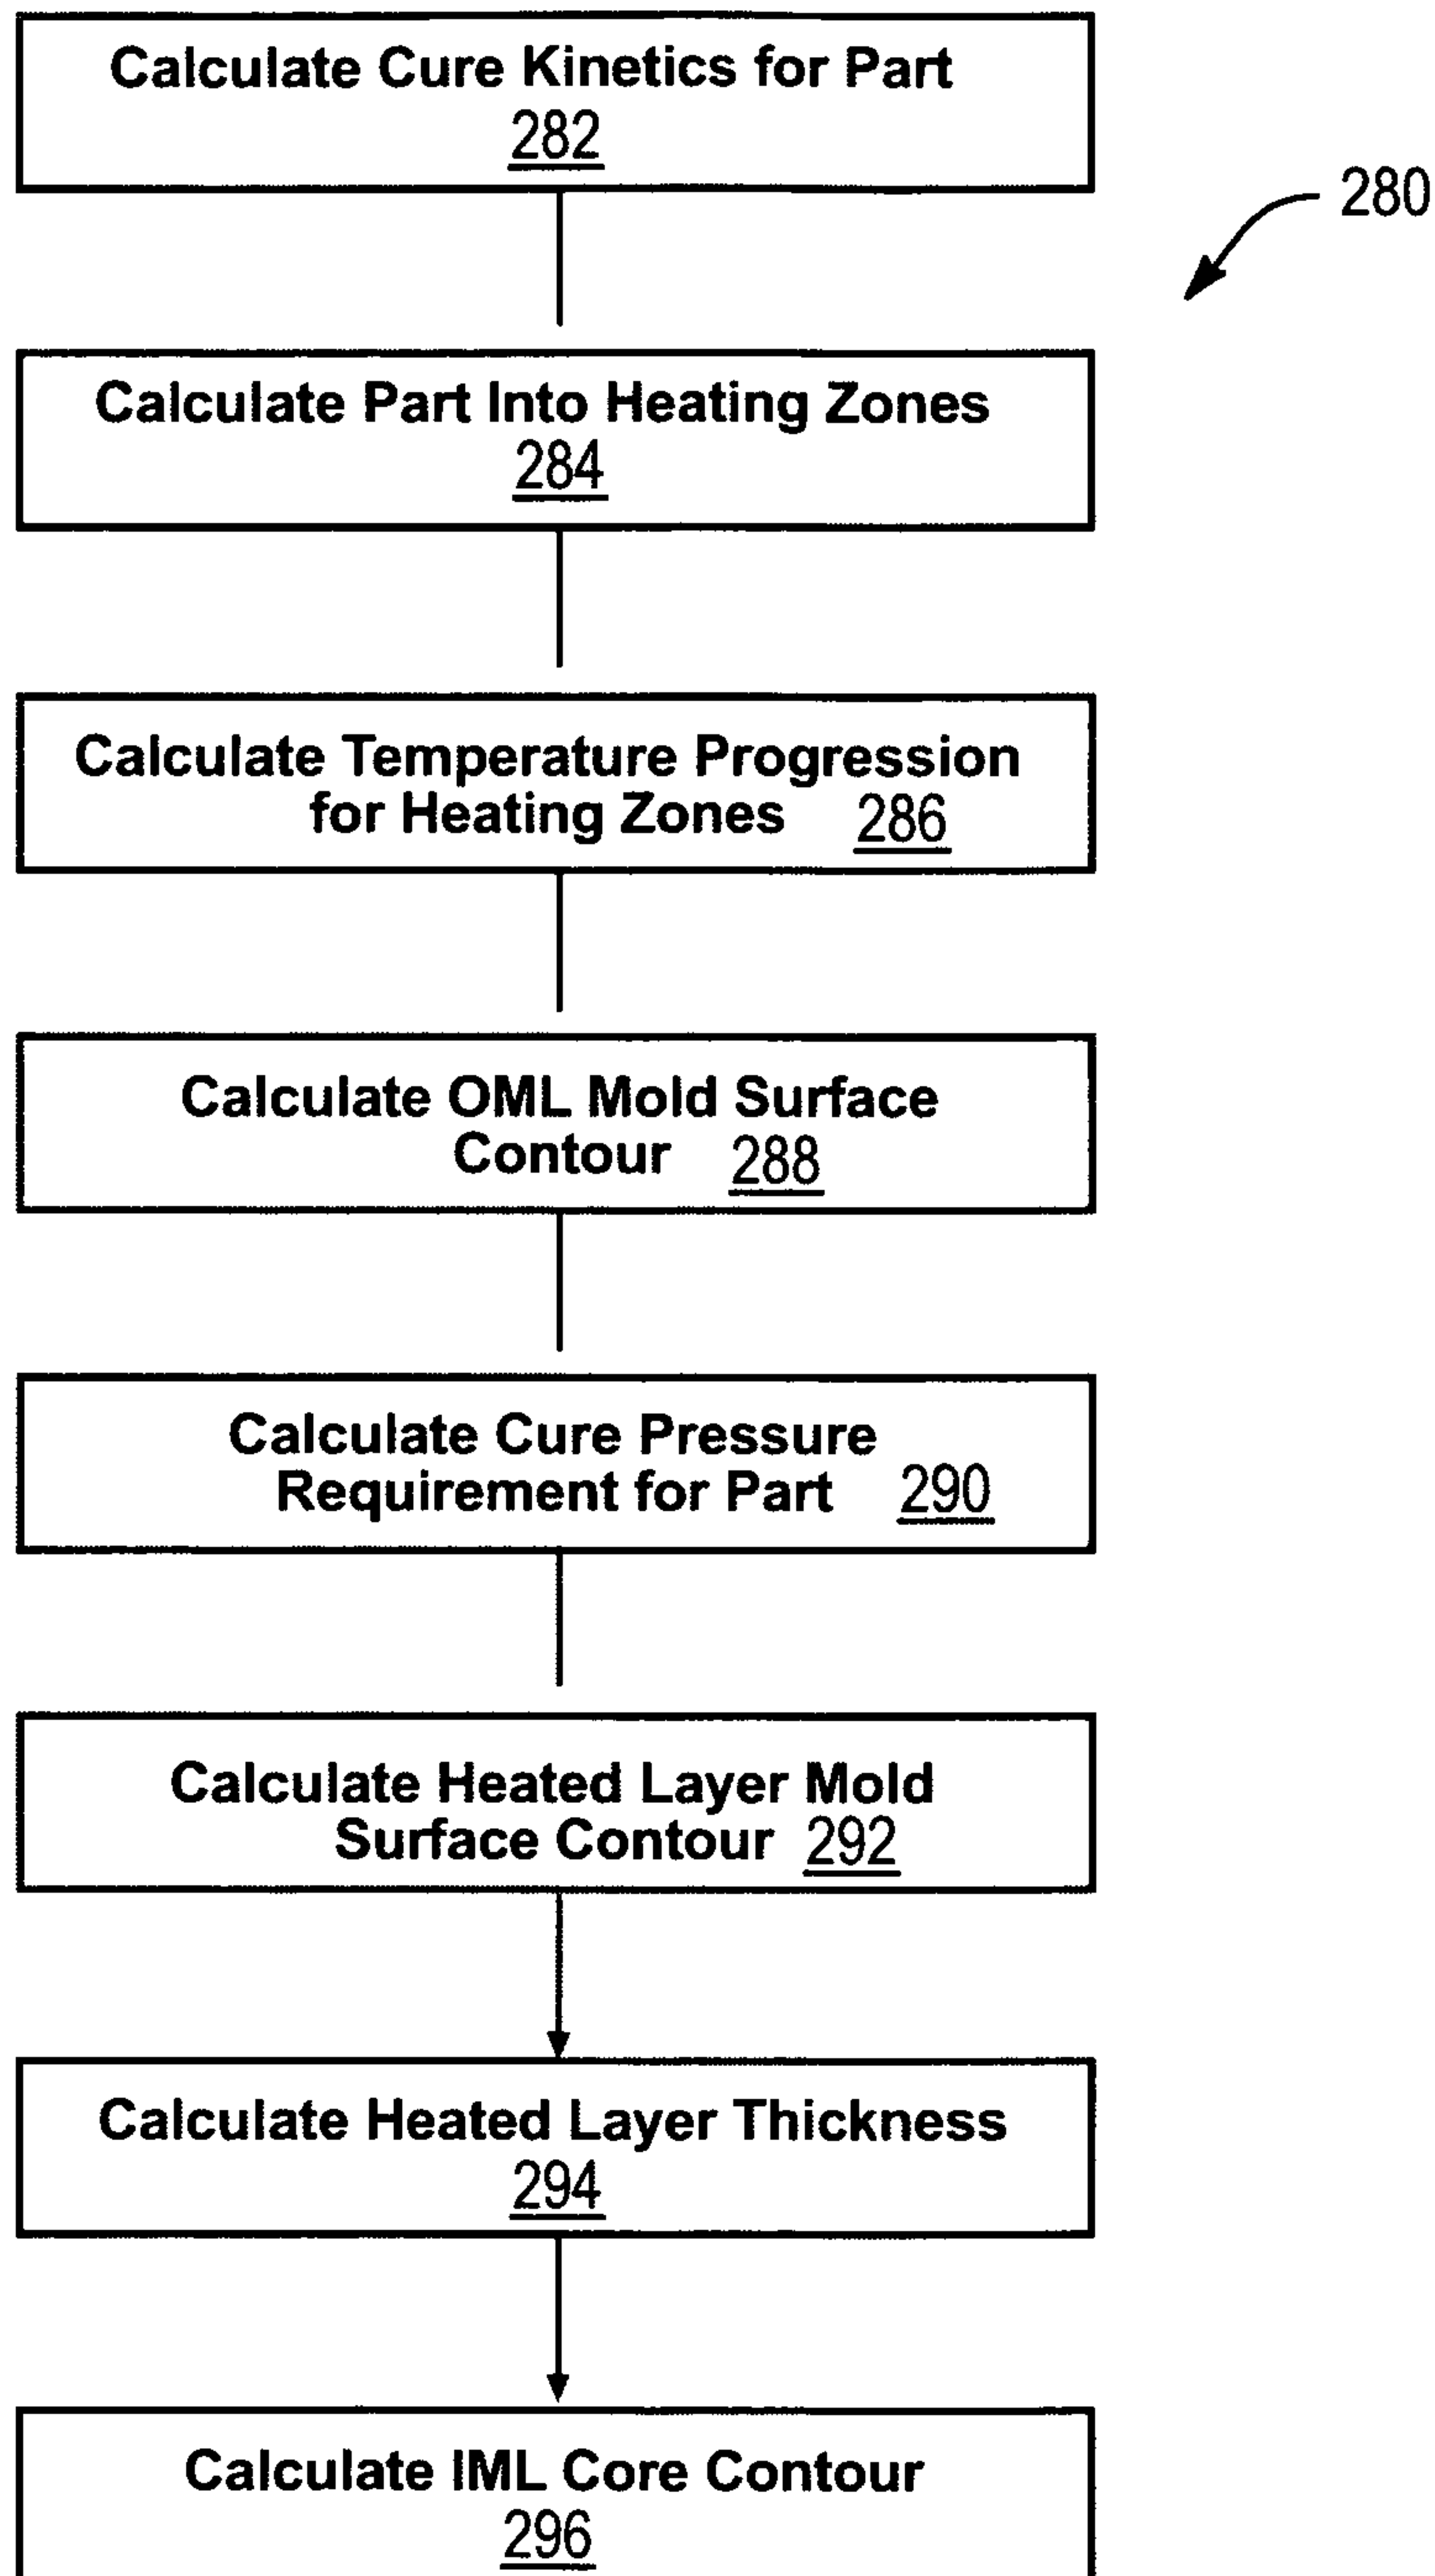 Calculate Cure Kinetics for Part
282
280
Calculate Part Into Heating Zones
284
Calculate Temperature Progression
for Heating Zones 286
Calculate OML Mold Surface
Contour 288
Calculate Cure Pressure
Requirement for Part 290
Calculate Heated Layer Mold
Surface Contour 292
Calculate Heated Layer Thickness
294
Calculate IML Core Contour
296